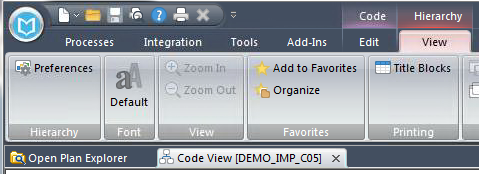 Code Hierarchy
Processes Integration Tools Add-Ins Edit View
Preferences Default Zoom In Zoom Out Add to Favorites Organize Title Blocks
Hierarchy Font View Favorites Printing
Open Plan Explorer Code View [DEMO_IMP_C05]